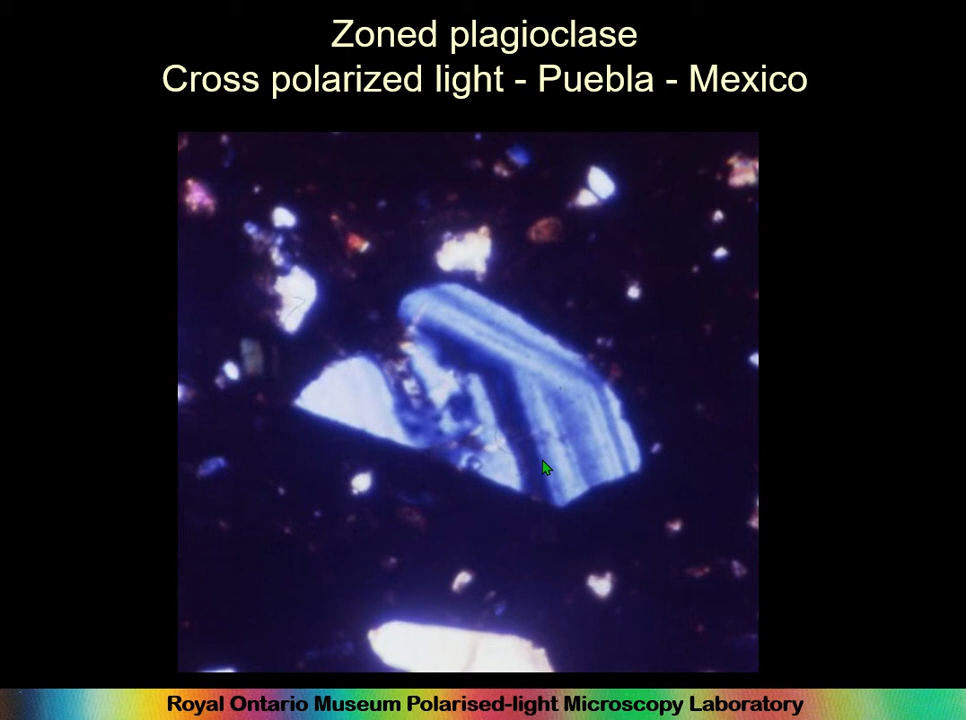 Zoned plagioclase
Cross polarized light - Puebla - Mexico
Royal Ontario Museum Polarised-light Microscopy Laboratory